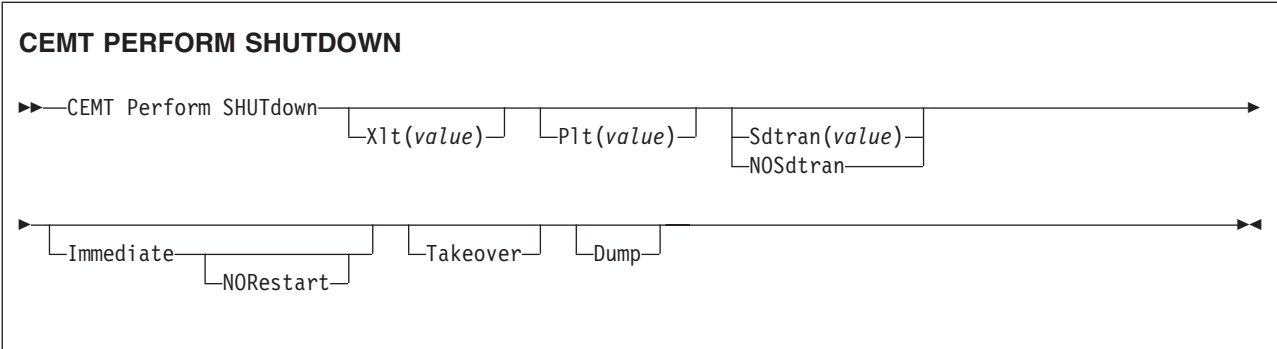 CEMT PERFORM SHUTDOWN
CEMT Perform SHUTdown
Xlt(value) Plt(value) Sdtran(value)
NOSdtran
Immediate Takeover Dump
NORestart